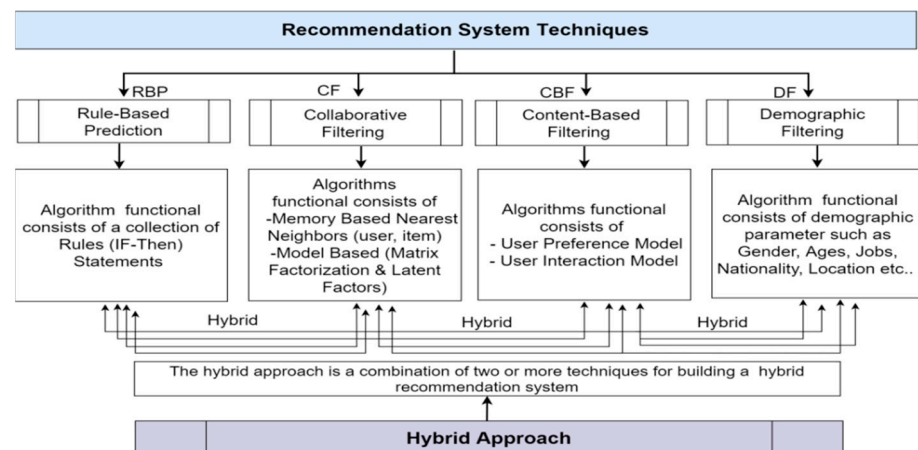 Recommendation System Techniques
RBP
CF
CBF
DF
Rule-Based
Prediction
Collaborative
Filtering
Content-Based
Filtering
Demographic
Filtering
Algorithm functional
consists of a collection of
Rules (IF-Then)
Statements
Algorithms
functional consists of
-Memory Based Nearest
Neighbors (user, item)
-Model Based (Matrix
Factorization & Latent
Factors)
Algorithms functional
consists of
- User Preference Model
- User Interaction Model
Algorithm functional
consists of demographic
parameter such as
Gender, Ages, Jobs,
Nationality, Location etc..
Hybrid
Hybrid
Hybrid
The hybrid approach is a combination of two or more techniques for building a hybrid
recommendation system
Hybrid Approach